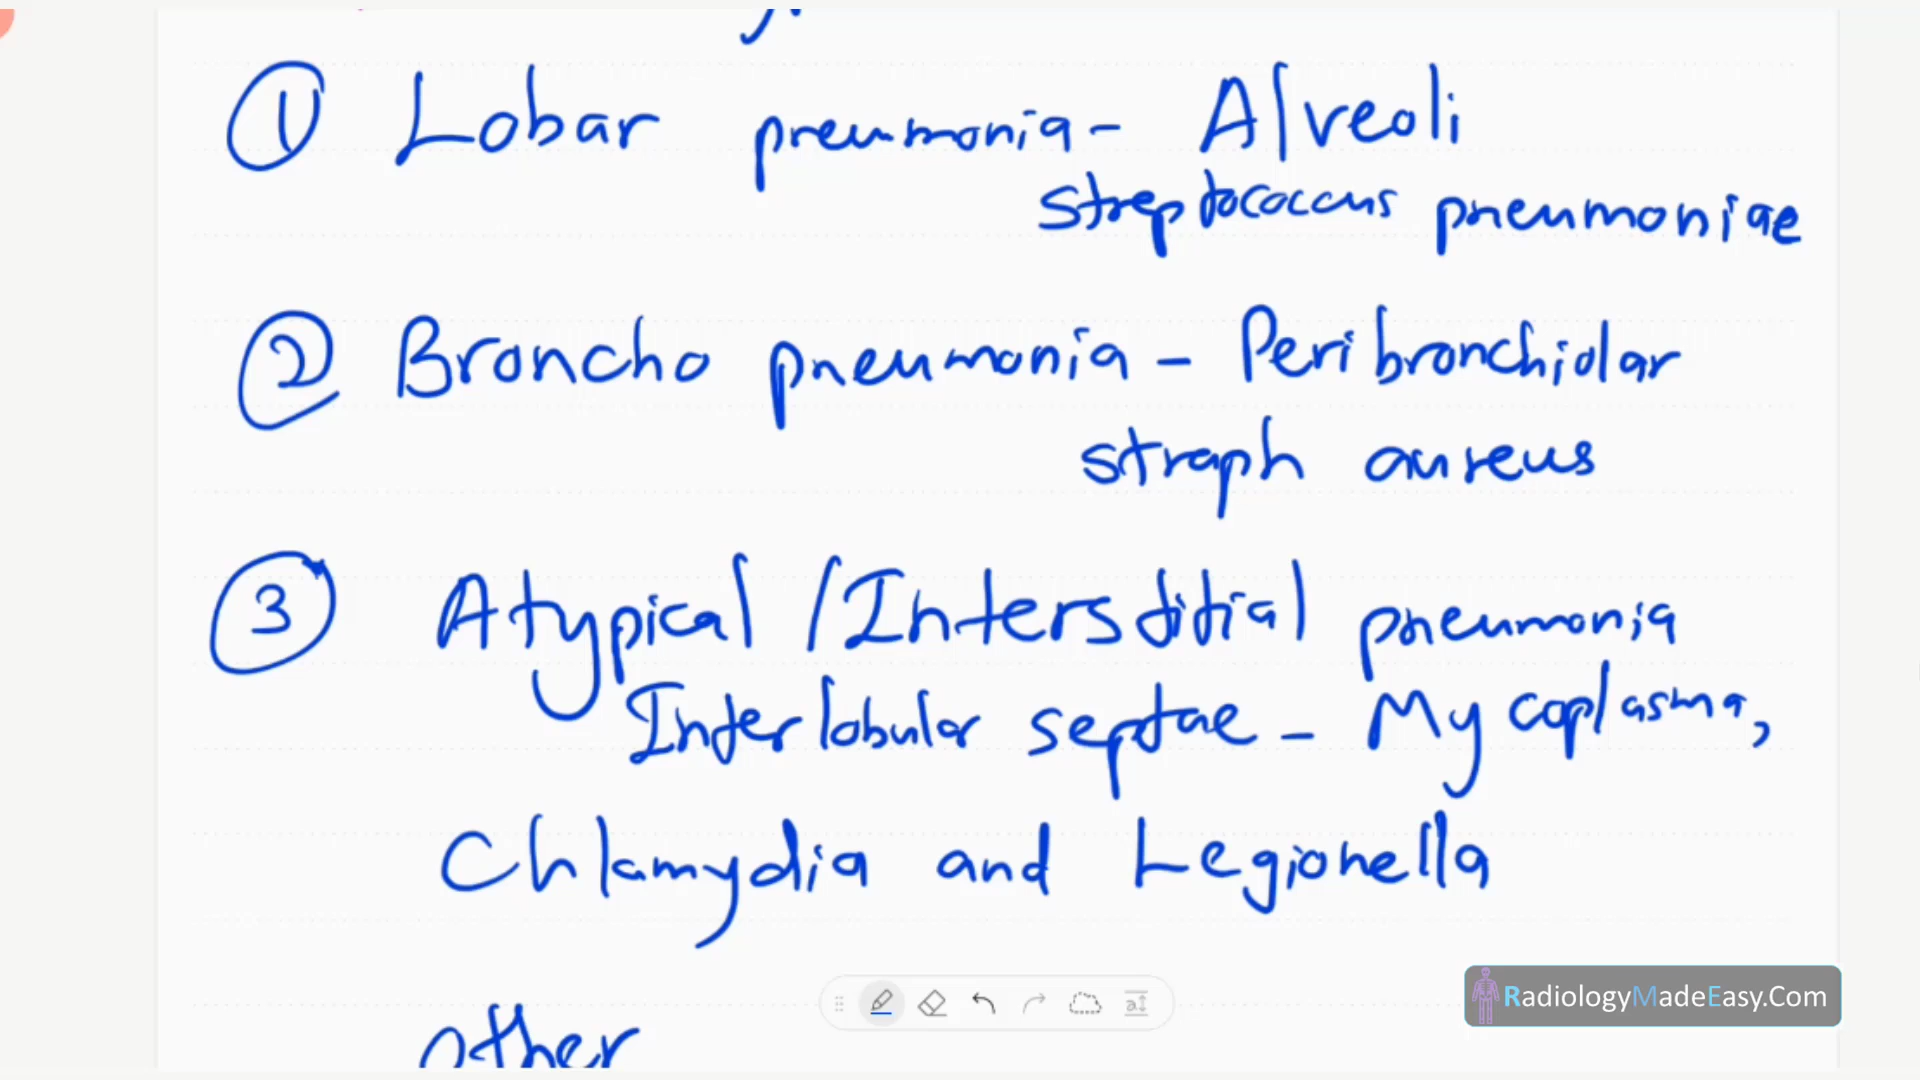 1 Lobar pneumonia - Alveoli
streptococcus pneumoniae
2 Broncho pneumonia - Peribronchiolar
straph aureus
3 Atypical / Interstitial pneumonia
Interlobular septae - Mycoplasma,
Chlamydia and Legionella
other
RadiologyMadeEasy.Com